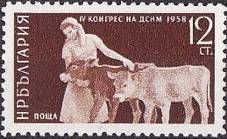 IV КОНГРЕС НА ДСНМ 1958
12
СТ.
НР БЪЛГАРИЯ
ПОЩА